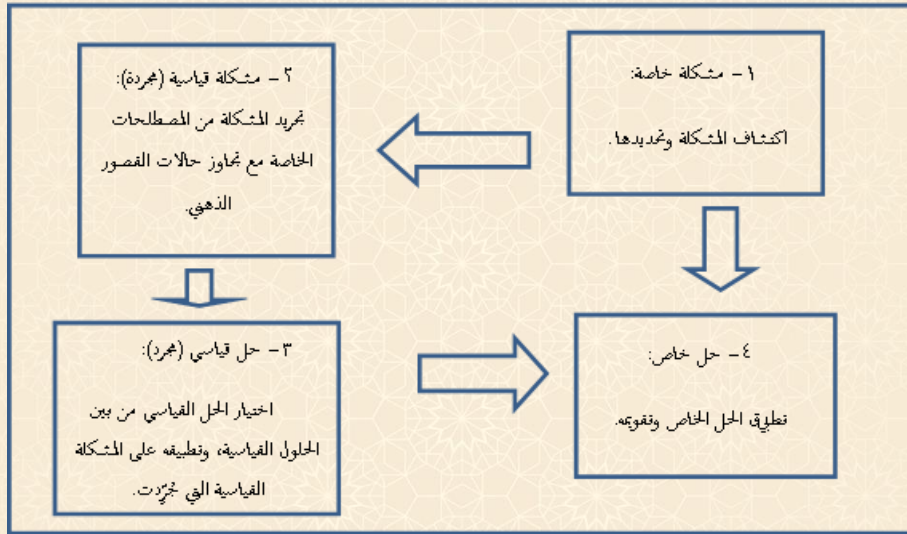 ١- مشكلة خاصة:
اكتشاف المشكلة وتحديدها.
٢- مشكلة قياسية (مجردة):
تجريد المشكلة من المصطلحات
الخاصة مع تجاوز حالات القصور
الذهني.
٣- حل قياسي (مجرد):
اختيار الحل القياسي من بين
الحلول القياسية، وتطبيقه على المشكلة
القياسية التي جُرِّدت.
٤- حل خاص:
تطبيق الحل الخاص وتقويمه.